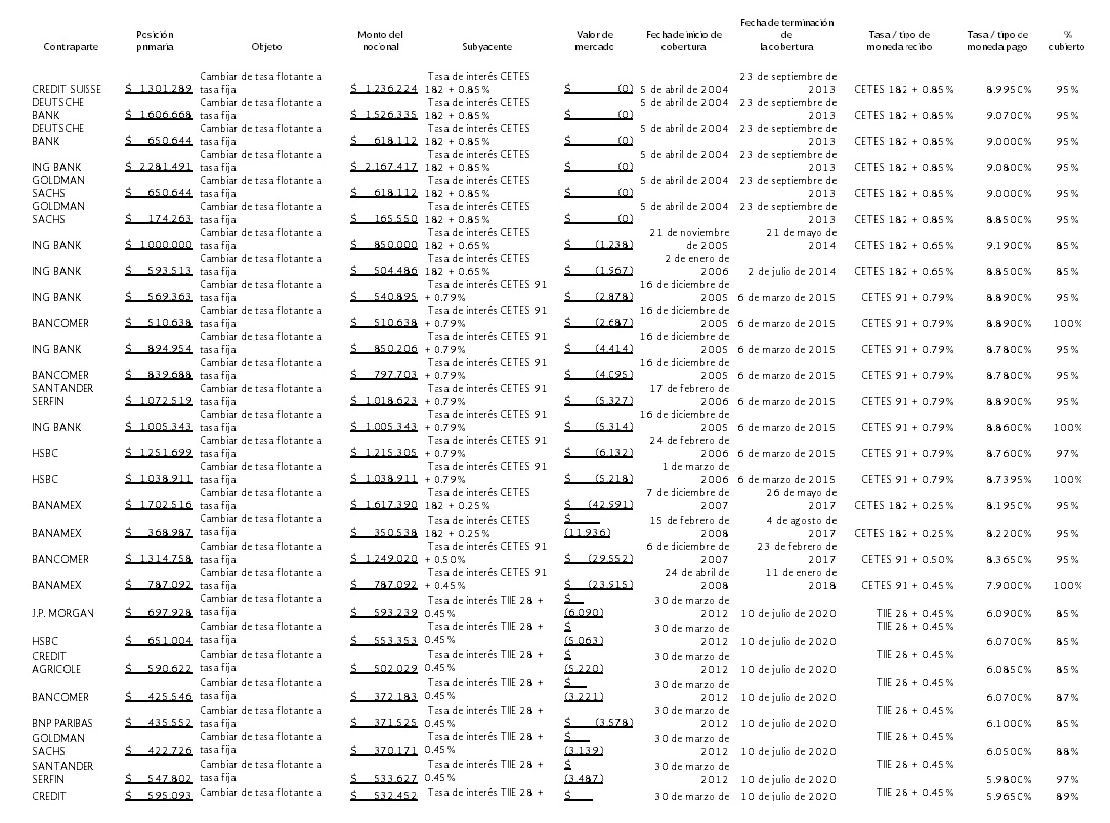 Contraparte Posición primaria Objeto Monto del nocional Subyacente Valor de mercado Fecha de inicio de cobertura Fecha de terminación de la cobertura Tasa / tipo de moneda recibo Tasa / tipo de moneda pago % cubierto
CREDIT SUISSE $ 1,301,289 Cambiar de tasa flotante a tasa fija $ 1,236,224 Tasa de interés CETES 182 + 0.85% $ (0) 5 de abril de 2004 23 de septiembre de 2013 CETES 182 + 0.85% 8.9950% 95%
DEUTSCHE BANK $ 1,606,668 Cambiar de tasa flotante a tasa fija $ 1,526,335 Tasa de interés CETES 182 + 0.85% $ (0) 5 de abril de 2004 23 de septiembre de 2013 CETES 182 + 0.85% 9.0700% 95%
DEUTSCHE BANK $ 650,644 Cambiar de tasa flotante a tasa fija $ 618,112 Tasa de interés CETES 182 + 0.85% $ (0) 5 de abril de 2004 23 de septiembre de 2013 CETES 182 + 0.85% 9.0000% 95%
ING BANK $ 2,281,491 Cambiar de tasa flotante a tasa fija $ 2,167,417 Tasa de interés CETES 182 + 0.85% $ (0) 5 de abril de 2004 23 de septiembre de 2013 CETES 182 + 0.85% 9.0800% 95%
GOLDMAN SACHS $ 650,644 Cambiar de tasa flotante a tasa fija $ 618,112 Tasa de interés CETES 182 + 0.85% $ (0) 5 de abril de 2004 23 de septiembre de 2013 CETES 182 + 0.85% 9.0000% 95%
GOLDMAN SACHS $ 174,263 Cambiar de tasa flotante a tasa fija $ 165,550 Tasa de interés CETES 182 + 0.85% $ (0) 5 de abril de 2004 23 de septiembre de 2013 CETES 182 + 0.85% 8.8500% 95%
ING BANK $ 1,000,000 Cambiar de tasa flotante a tasa fija $ 850,000 Tasa de interés CETES 182 + 0.65% $ (1,238) 21 de noviembre de 2005 21 de mayo de 2014 CETES 182 + 0.65% 9.1900% 85%
ING BANK $ 593,513 Cambiar de tasa flotante a tasa fija $ 504,486 Tasa de interés CETES 182 + 0.65% $ (1,967) 2 de enero de 2006 2 de julio de 2014 CETES 182 + 0.65% 8.8500% 85%
ING BANK $ 569,363 Cambiar de tasa flotante a tasa fija $ 540,895 Tasa de interés CETES 91 + 0.79% $ (2,878) 16 de diciembre de 2005 6 de marzo de 2015 CETES 91 + 0.79% 8.8900% 95%
BANCOMER $ 510,638 Cambiar de tasa flotante a tasa fija $ 510,638 Tasa de interés CETES 91 + 0.79% $ (2,687) 16 de diciembre de 2005 6 de marzo de 2015 CETES 91 + 0.79% 8.8900% 100%
ING BANK $ 894,954 Cambiar de tasa flotante a tasa fija $ 850,206 Tasa de interés CETES 91 + 0.79% $ (4,414) 16 de diciembre de 2005 6 de marzo de 2015 CETES 91 + 0.79% 8.7800% 95%
BANCOMER $ 839,688 Cambiar de tasa flotante a tasa fija $ 797,703 Tasa de interés CETES 91 + 0.79% $ (4,095) 16 de diciembre de 2005 6 de marzo de 2015 CETES 91 + 0.79% 8.7800% 95%
SANTANDER SERFIN $ 1,072,519 Cambiar de tasa flotante a tasa fija $ 1,018,623 Tasa de interés CETES 91 + 0.79% $ (5,327) 17 de febrero de 2006 6 de marzo de 2015 CETES 91 + 0.79% 8.8900% 95%
ING BANK $ 1,005,343 Cambiar de tasa flotante a tasa fija $ 1,005,343 Tasa de interés CETES 91 + 0.79% $ (5,314) 16 de diciembre de 2005 6 de marzo de 2015 CETES 91 + 0.79% 8.8600% 100%
HSBC $ 1,251,699 Cambiar de tasa flotante a tasa fija $ 1,215,305 Tasa de interés CETES 91 + 0.79% $ (6,132) 24 de febrero de 2006 6 de marzo de 2015 CETES 91 + 0.79% 8.7600% 97%
HSBC $ 1,038,911 Cambiar de tasa flotante a tasa fija $ 1,038,911 Tasa de interés CETES 91 + 0.79% $ (5,218) 1 de marzo de 2006 6 de marzo de 2015 CETES 91 + 0.79% 8.7395% 100%
BANAMEX $ 1,702,516 Cambiar de tasa flotante a tasa fija $ 1,617,390 Tasa de interés CETES 182 + 0.25% $ (42,991) 7 de diciembre de 2007 26 de mayo de 2017 CETES 182 + 0.25% 8.1950% 95%
BANAMEX $ 368,987 Cambiar de tasa flotante a tasa fija $ 350,538 Tasa de interés CETES 182 + 0.25% $ (11,936) 15 de febrero de 2008 4 de agosto de 2017 CETES 182 + 0.25% 8.2200% 95%
BANCOMER $ 1,314,758 Cambiar de tasa flotante a tasa fija $ 1,249,020 Tasa de interés CETES 91 + 0.50% $ (29,552) 6 de diciembre de 2007 23 de febrero de 2017 CETES 91 + 0.50% 8.3650% 95%
BANAMEX $ 787,092 Cambiar de tasa flotante a tasa fija $ 787,092 Tasa de interés CETES 91 + 0.45% $ (23,915) 24 de abril de 2008 11 de enero de 2018 CETES 91 + 0.45% 7.9000% 100%
J.P. MORGAN $ 697,928 Cambiar de tasa flotante a tasa fija $ 593,239 Tasa de interés TIIE 28 + 0.45% $ (6,090) 30 de marzo de 2012 10 de julio de 2020 TIIE 28 + 0.45% 6.0900% 85%
HSBC $ 651,004 Cambiar de tasa flotante a tasa fija $ 553,353 Tasa de interés TIIE 28 + 0.45% $ (5,063) 30 de marzo de 2012 10 de julio de 2020 TIIE 28 + 0.45% 6.0700% 85%
CREDIT AGRICOLE $ 590,622 Cambiar de tasa flotante a tasa fija $ 502,029 Tasa de interés TIIE 28 + 0.45% $ (5,220) 30 de marzo de 2012 10 de julio de 2020 TIIE 28 + 0.45% 6.0850% 85%
BANCOMER $ 425,546 Cambiar de tasa flotante a tasa fija $ 372,183 Tasa de interés TIIE 28 + 0.45% $ (3,221) 30 de marzo de 2012 10 de julio de 2020 TIIE 28 + 0.45% 6.0700% 87%
BNP PARIBAS $ 435,552 Cambiar de tasa flotante a tasa fija $ 371,525 Tasa de interés TIIE 28 + 0.45% $ (3,578) 30 de marzo de 2012 10 de julio de 2020 TIIE 28 + 0.45% 6.1000% 85%
GOLDMAN SACHS $ 422,726 Cambiar de tasa flotante a tasa fija $ 370,171 Tasa de interés TIIE 28 + 0.45% $ (3,139) 30 de marzo de 2012 10 de julio de 2020 TIIE 28 + 0.45% 6.0500% 88%
SANTANDER SERFIN $ 547,802 Cambiar de tasa flotante a tasa fija $ 533,627 Tasa de interés TIIE 28 + 0.45% $ (3,487) 30 de marzo de 2012 10 de julio de 2020 TIIE 28 + 0.45% 5.9800% 97%
CREDIT $ 595,093 Cambiar de tasa flotante a $ 532,452 Tasa de interés TIIE 28 + $ 30 de marzo de 10 de julio de 2020 TIIE 28 + 0.45% 5.9650% 89%